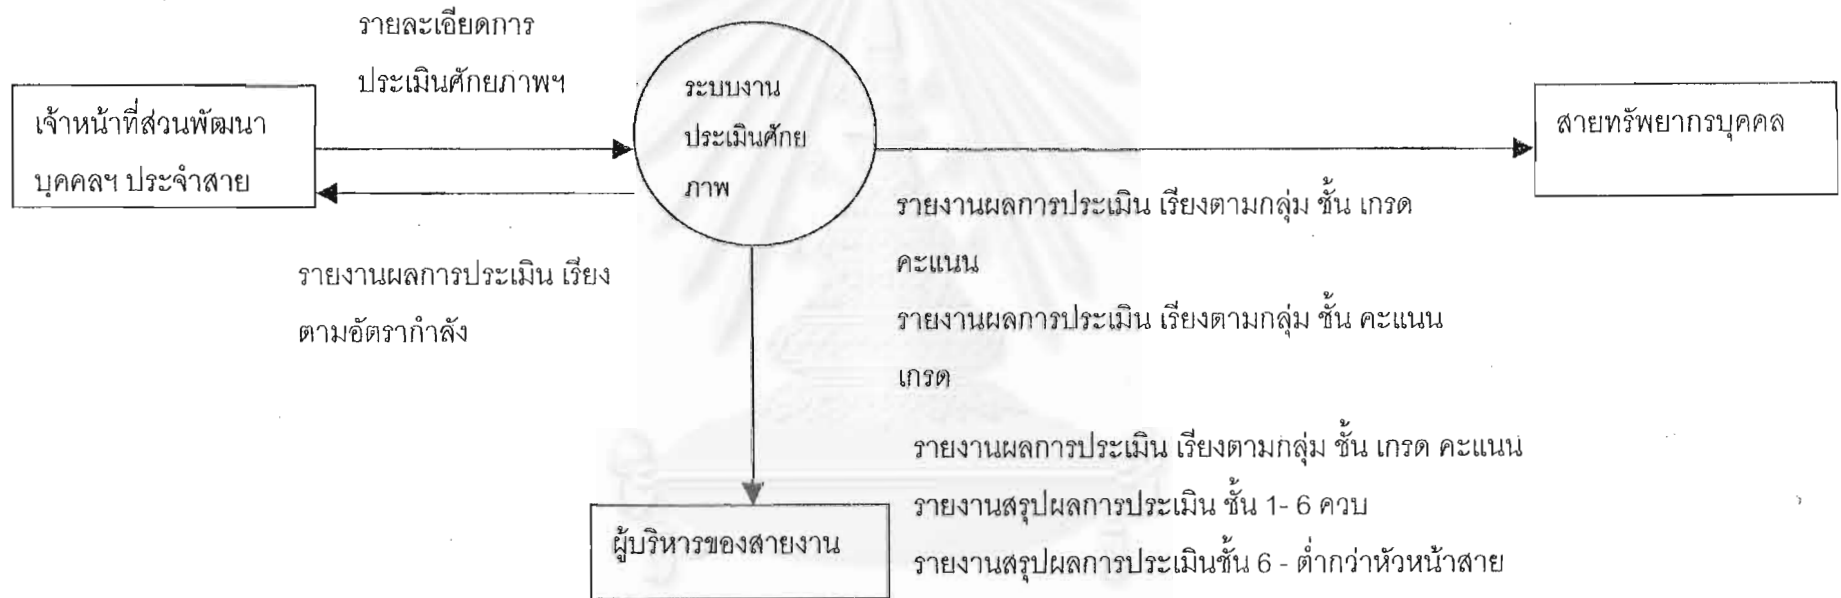 รายละเอียดการ
ประเมินศักยภาพฯ
เจ้าหน้าที่ส่วนพัฒนา
บุคคลฯ ประจำสาย
ระบบงาน
ประเมินศักย
ภาพ
สายทรัพยากรบุคคล
รายงานผลการประเมิน เรียง
ตามอัตรากำลัง
รายงานผลการประเมิน เรียงตามกลุ่ม ชั้น เกรด
คะแนน
รายงานผลการประเมิน เรียงตามกลุ่ม ชั้น คะแนน
เกรด
รายงานผลการประเมิน เรียงตามกลุ่ม ชั้น เกรด คะแนน
รายงานสรุปผลการประเมิน ชั้น 1- 6 ควบ
รายงานสรุปผลการประเมินชั้น 6 - ต่ำกว่าหัวหน้าสาย
ผู้บริหารของสายงาน